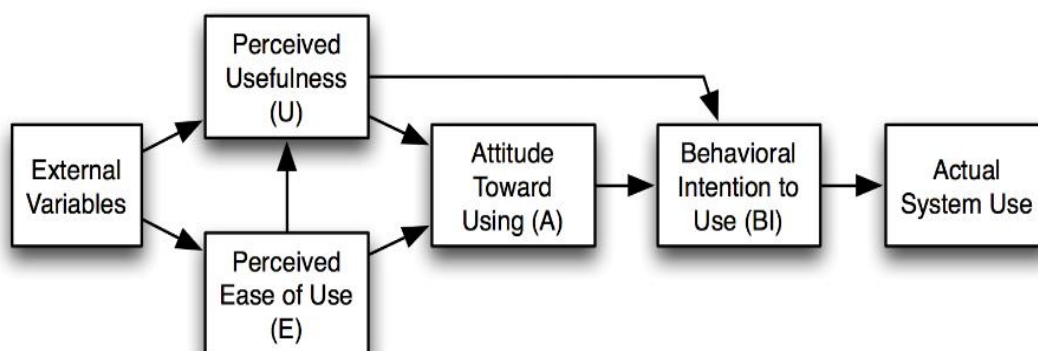 Perceived
Usefulness
(U)
External
Variables
Perceived
Ease of Use
(E)
Attitude
Toward
Using (A)
Behavioral
Intention to
Use (BI)
Actual
System Use